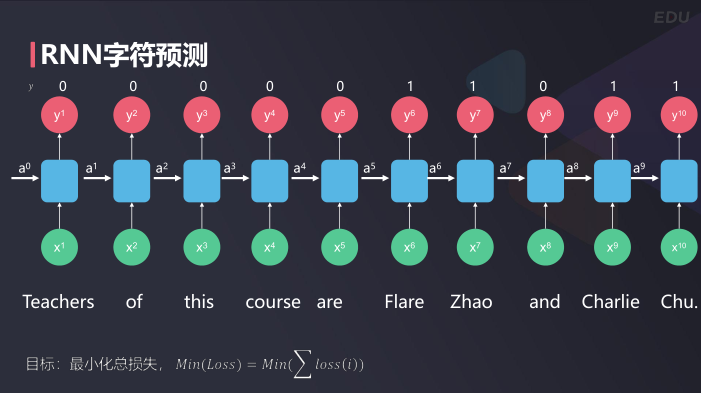 EDU
RNN字符预测
y 0 0 0 0 0 1 1 0 1 1
y1 y2 y3 y4 y5 y6 y7 y8 y9 y10
a0 a1 a2 a3 a4 a5 a6 a7 a8 a9
x1 x2 x3 x4 x5 x6 x7 x8 x9 x10
Teachers of this course are Flare Zhao and Charlie Chu.
目标：最小化总损失，Min(Loss) = Min(∑ loss(i))